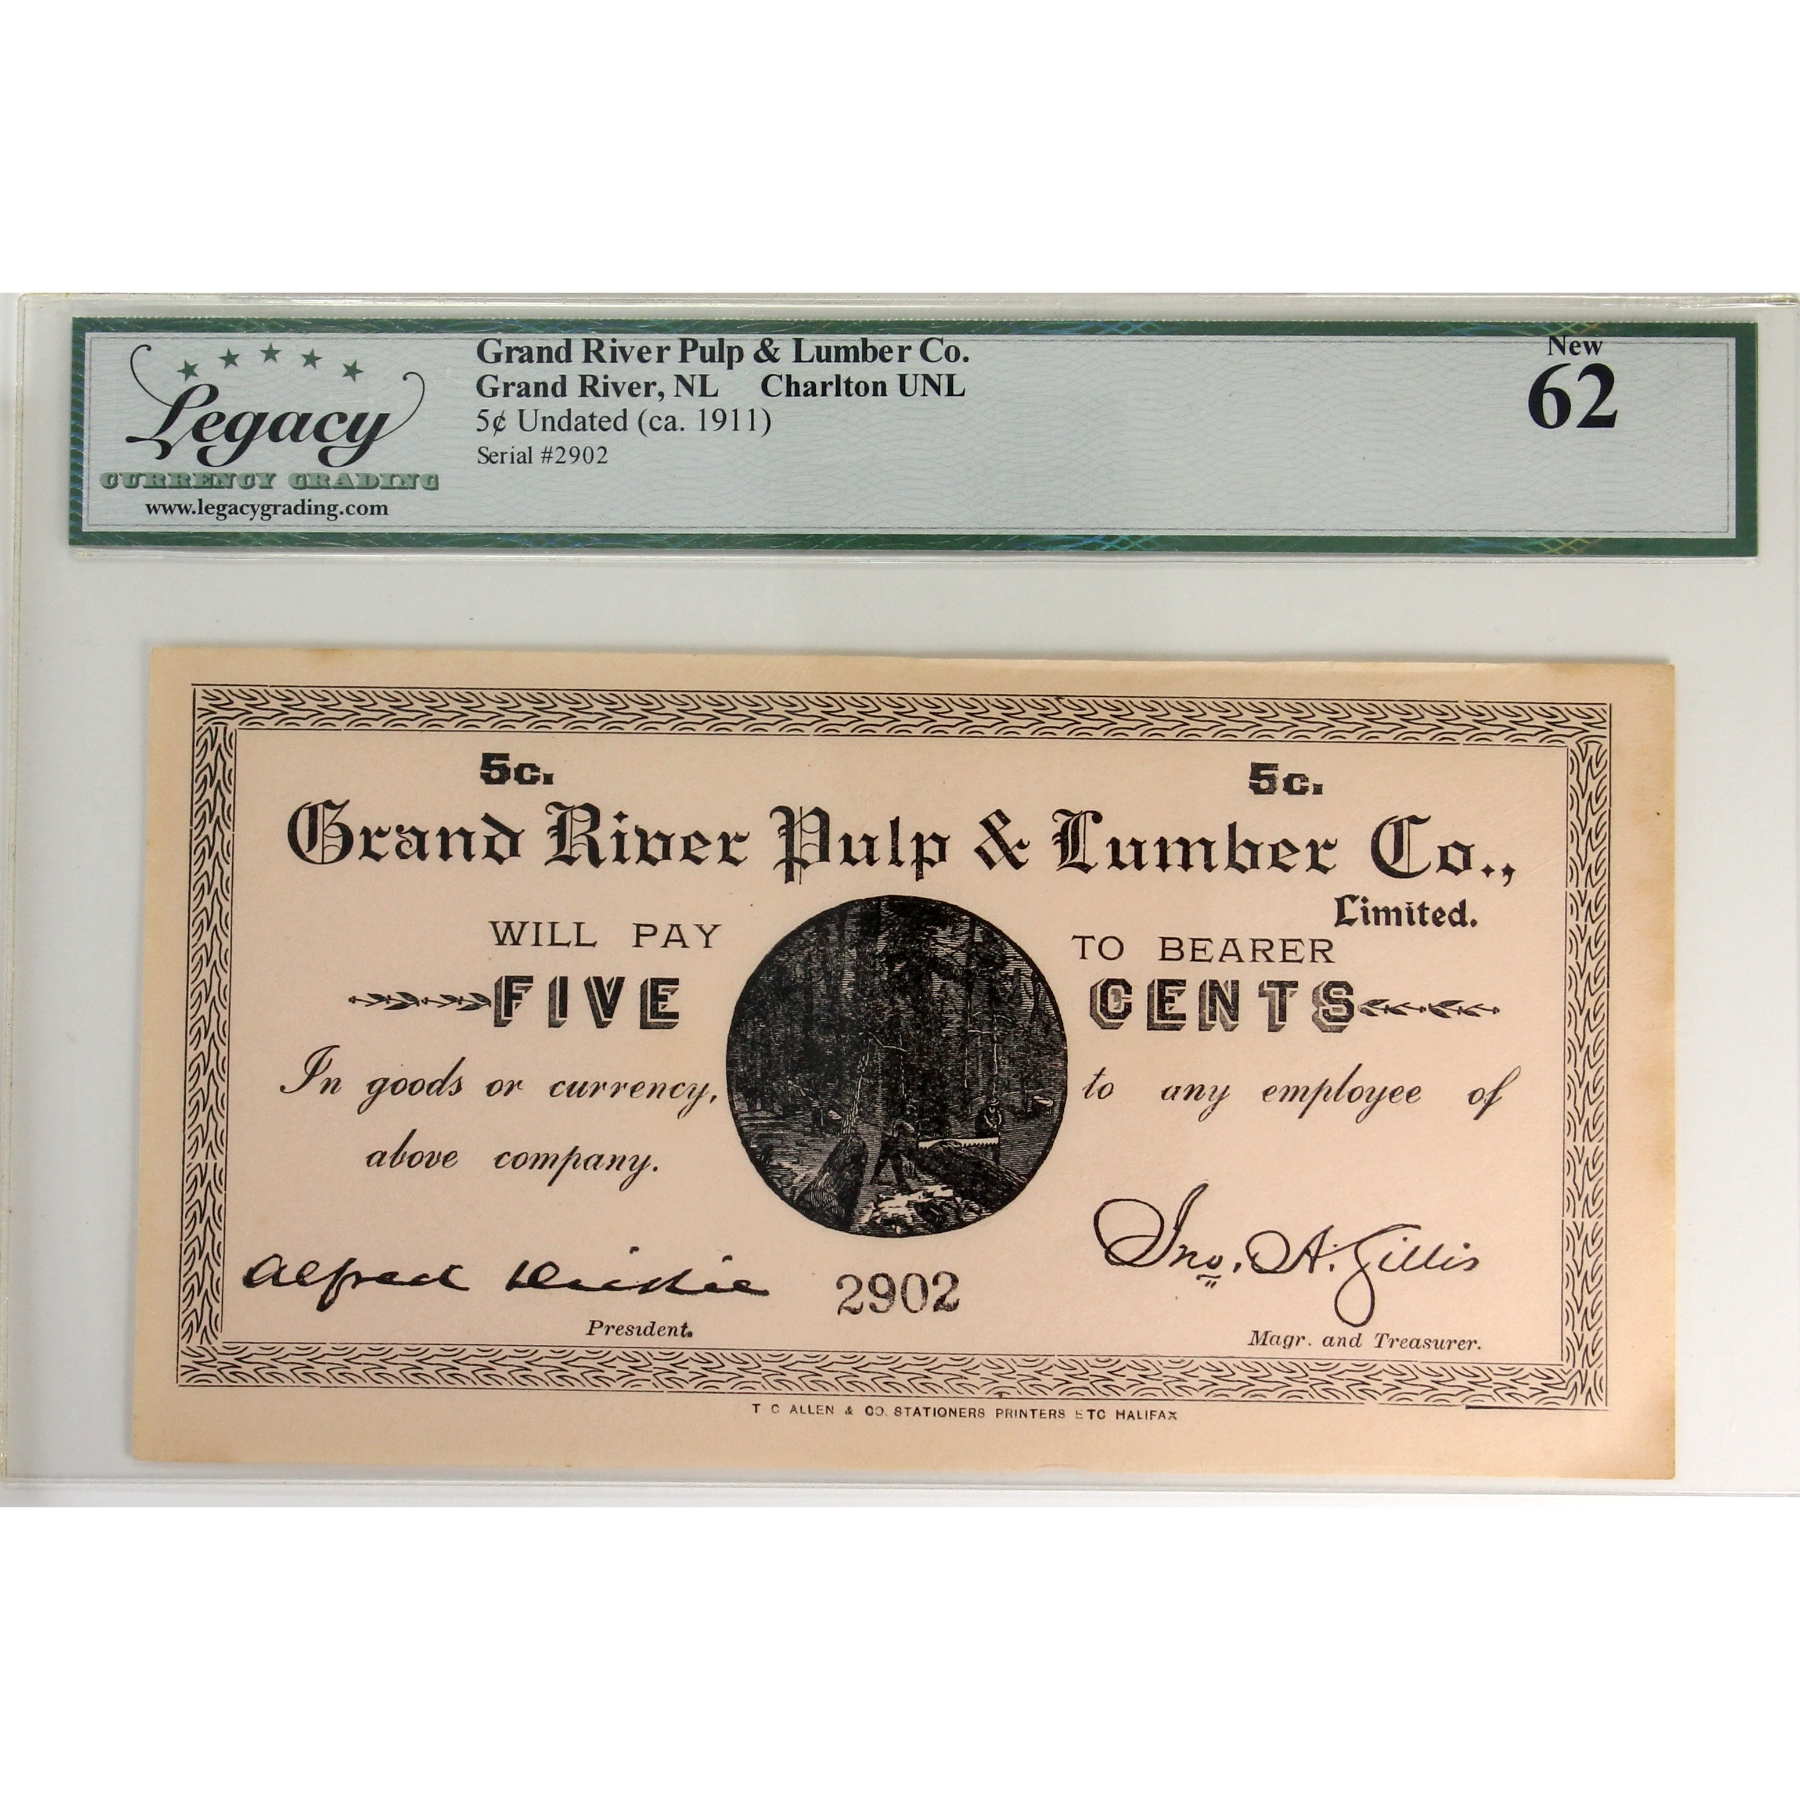 Legacy
CURRENCY GRADING
www.legacygrading.com
Grand River Pulp & Lumber Co.
Grand River, NL Charlton UNL
5¢ Undated (ca. 1911)
Serial #2902
New
62
5c. 5c.
Grand River Pulp & Lumber Co.,
Limited.
WILL PAY TO BEARER
FIVE CENTS
In goods or currency, to any employee of
above company.
Alfred Dickie 2902 Jno. A. Gillis
President. Magr. and Treasurer.
T C ALLEN & CO. STATIONERS PRINTERS ETC HALIFAX